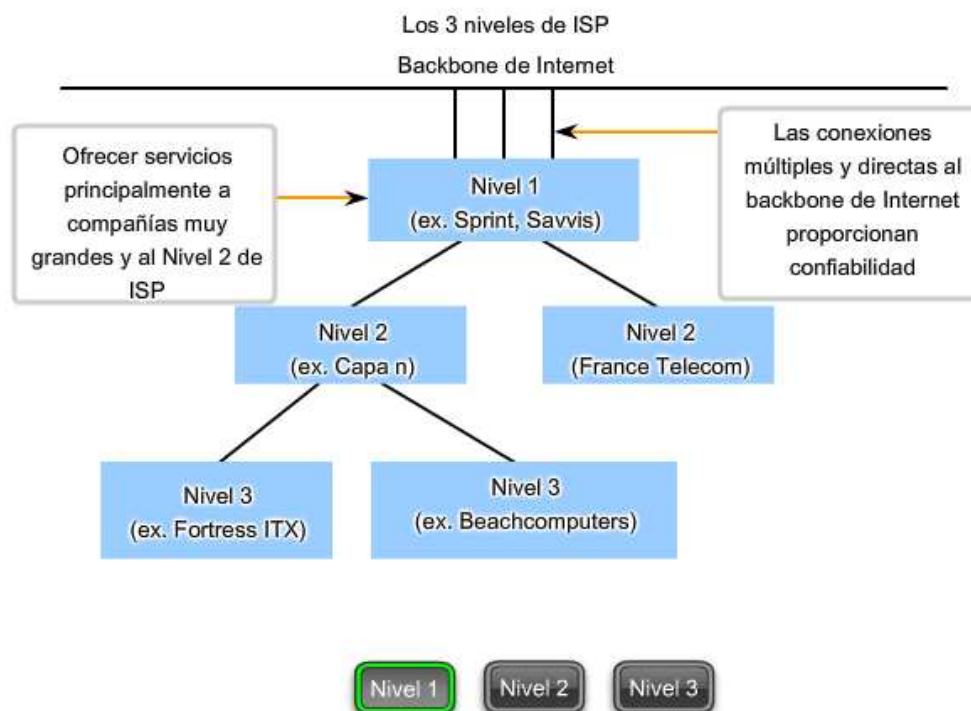 Los 3 niveles de ISP
Backbone de Internet
Ofrecer servicios
principalmente a
compañías muy
grandes y al Nivel 2 de
ISP
Nivel 1
(ex. Sprint, Savvis)
Las conexiones
múltiples y directas al
backbone de Internet
proporcionan
confiabilidad
Nivel 2
(ex. Capa n)
Nivel 2
(France Telecom)
Nivel 3
(ex. Fortress ITX)
Nivel 3
(ex. Beachcomputers)
Nivel 1
Nivel 2
Nivel 3